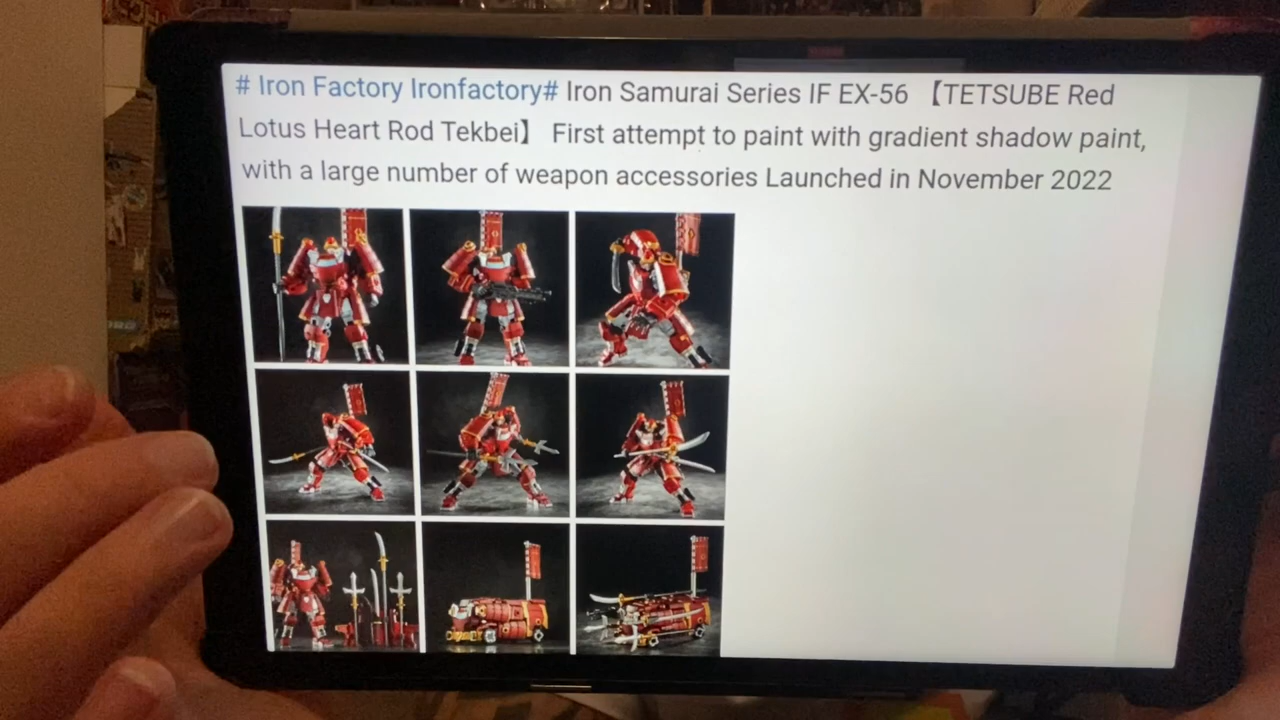 # Iron Factory Ironfactory# Iron Samurai Series IF EX-56 【TETSUBE Red
Lotus Heart Rod Tekbei】 First attempt to paint with gradient shadow paint,
with a large number of weapon accessories Launched in November 2022